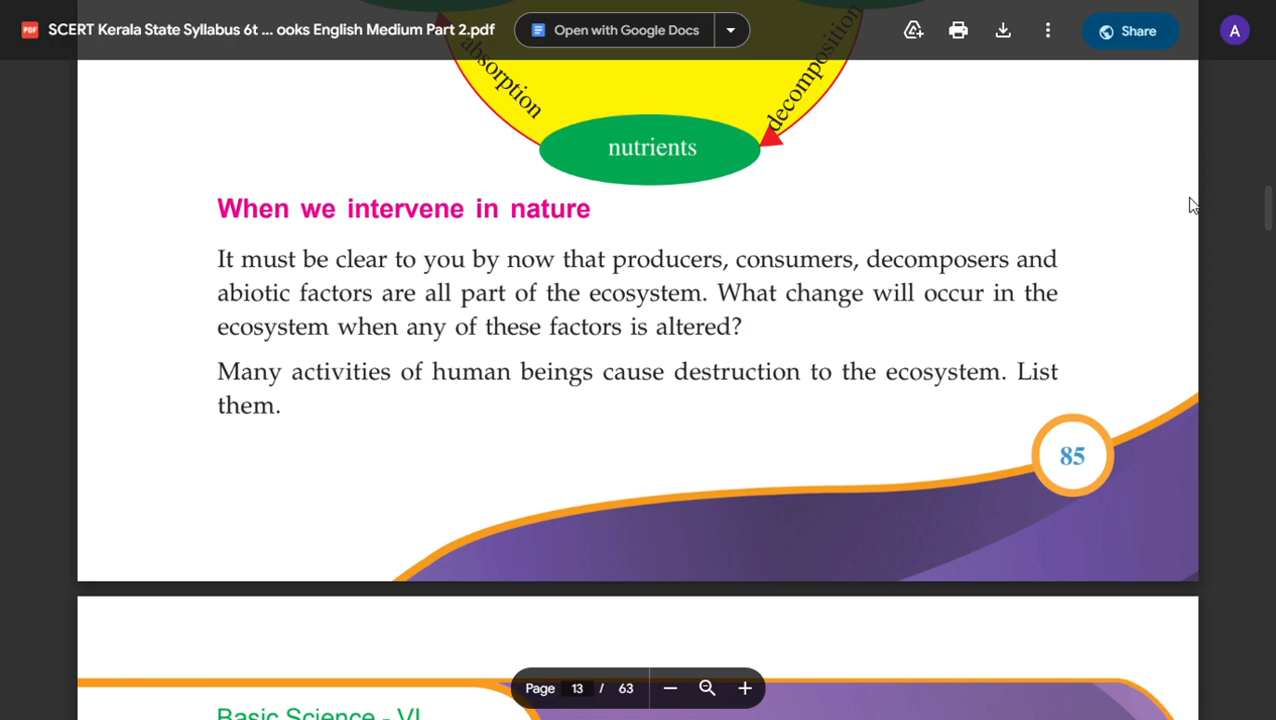 SCERT Kerala State Syllabus 6t ... ooks English Medium Part 2.pdf
Open with Google Docs
Share
A
PDF
absorption
decomposition
nutrients
When we intervene in nature
It must be clear to you by now that producers, consumers, decomposers and
abiotic factors are all part of the ecosystem. What change will occur in the
ecosystem when any of these factors is altered?
Many activities of human beings cause destruction to the ecosystem. List
them.
85
Page 13 / 63
Basic Science - VI